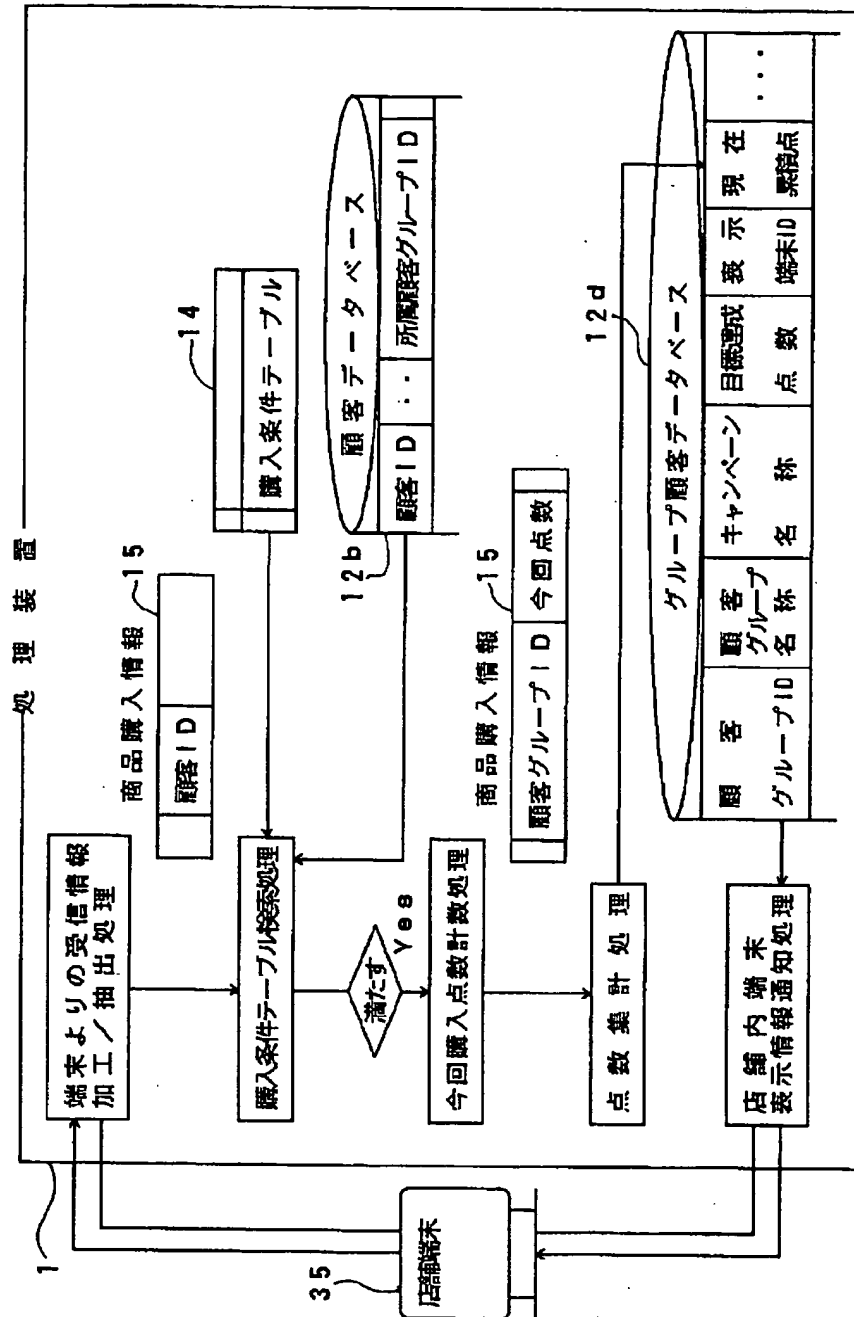 処理装置
1
35
店舗端末
端末よりの受信情報
加工／抽出処理
商品購入情報
15
顧客ID
購入条件テーブル検索処理
14
購入条件テーブル
満たす
Yes
12b
顧客データベース
顧客ID
・・
所属顧客グループID
今回購入点数計数処理
商品購入情報
15
顧客グループID
今回点数
点数集計処理
12d
グループ顧客データベース
顧客
グループID
顧客
グループ
名称
キャンペーン
名称
目標達成
点数
表示
端末ID
現在
累積点
・・・
店舗内端末
表示情報通知処理